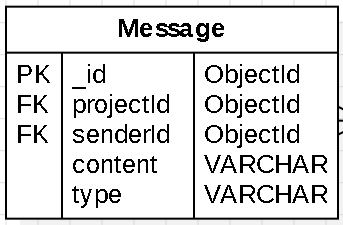 Message
PK _id ObjectId
FK projectId ObjectId
FK senderId ObjectId
content VARCHAR
type VARCHAR